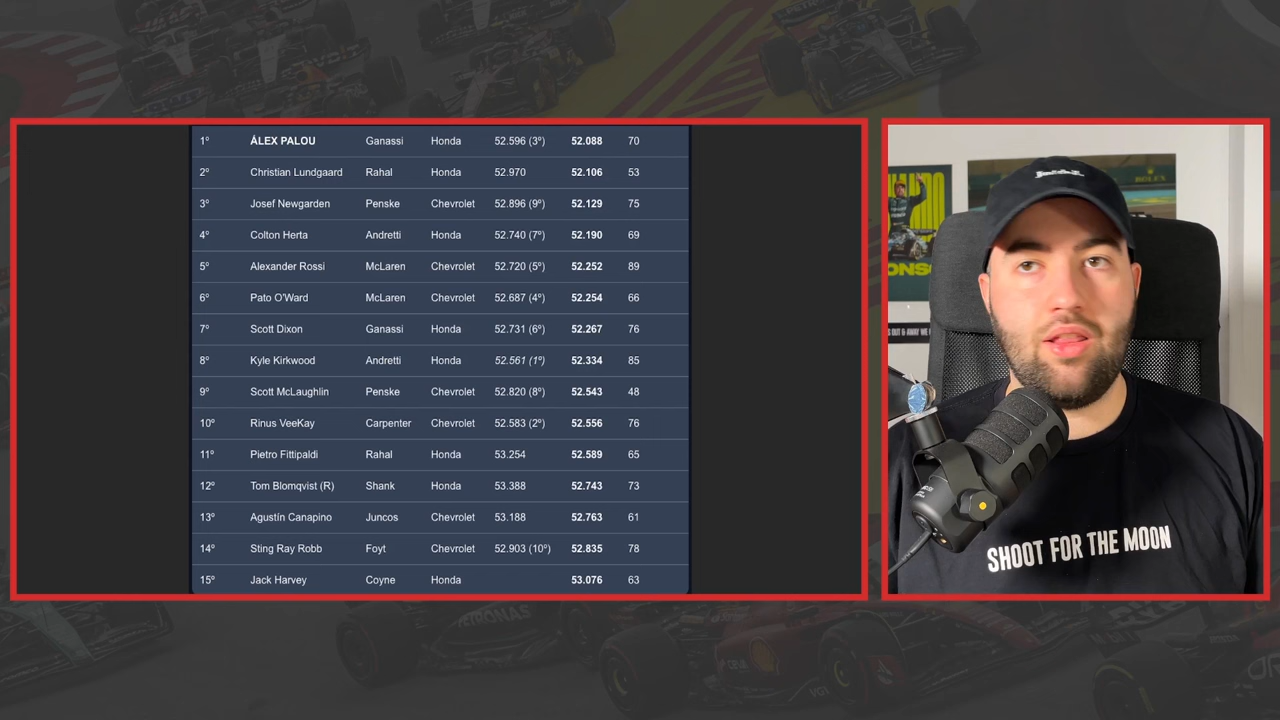 1º ÁLEX PALOU Ganassi Honda 52.596 (3º) 52.088 70
2º Christian Lundgaard Rahal Honda 52.970 52.106 53
3º Josef Newgarden Penske Chevrolet 52.896 (9º) 52.129 75
4º Colton Herta Andretti Honda 52.740 (7º) 52.190 69
5º Alexander Rossi McLaren Chevrolet 52.720 (5º) 52.252 89
6º Pato O'Ward McLaren Chevrolet 52.687 (4º) 52.254 66
7º Scott Dixon Ganassi Honda 52.731 (6º) 52.267 76
8º Kyle Kirkwood Andretti Honda 52.561 (1º) 52.334 85
9º Scott McLaughlin Penske Chevrolet 52.820 (8º) 52.543 48
10º Rinus VeeKay Carpenter Chevrolet 52.583 (2º) 52.556 76
11º Pietro Fittipaldi Rahal Honda 53.254 52.589 65
12º Tom Blomqvist (R) Shank Honda 53.388 52.743 73
13º Agustín Canapino Juncos Chevrolet 53.188 52.763 61
14º Sting Ray Robb Foyt Chevrolet 52.903 (10º) 52.835 78
15º Jack Harvey Coyne Honda 53.076 63
ROLEX
SHOOT FOR THE MOON
PETRONAS